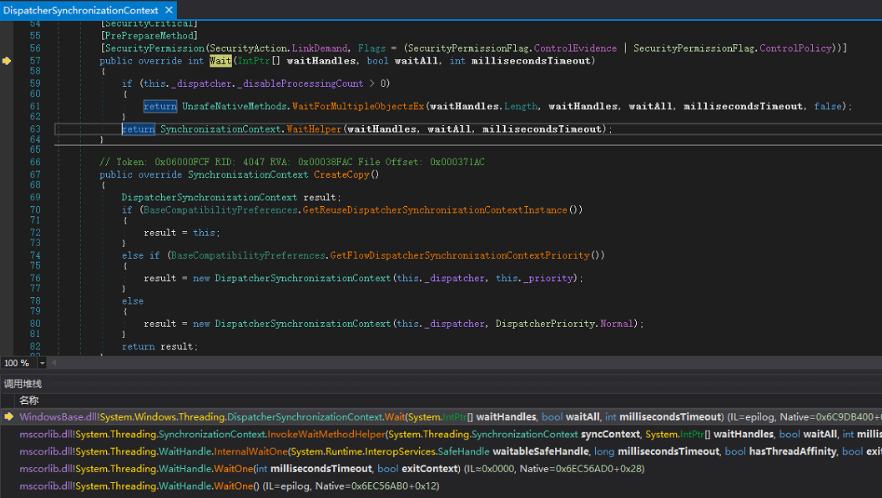 DispatcherSynchronizationContext ×
54 [SecurityCritical]
55 [PrePrepareMethod]
56 [SecurityPermission(SecurityAction.LinkDemand, Flags = (SecurityPermissionFlag.ControlEvidence | SecurityPermissionFlag.ControlPolicy))]
57 public override int Wait(IntPtr[] waitHandles, bool waitAll, int millisecondsTimeout)
58 {
59 if (this._dispatcher._disableProcessingCount > 0)
60 {
61 return UnsafeNativeMethods.WaitForMultipleObjectsEx(waitHandles.Length, waitHandles, waitAll, millisecondsTimeout, false);
62 }
63 return SynchronizationContext.WaitHelper(waitHandles, waitAll, millisecondsTimeout);
64 }
65
66 // Token: 0x06000FCF RID: 4047 RVA: 0x00038FAC File Offset: 0x000371AC
67 public override SynchronizationContext CreateCopy()
68 {
69 DispatcherSynchronizationContext result;
70 if (BaseCompatibilityPreferences.GetReuseDispatcherSynchronizationContextInstance())
71 {
72 result = this;
73 }
74 else if (BaseCompatibilityPreferences.GetFlowDispatcherSynchronizationContextPriority())
75 {
76 result = new DispatcherSynchronizationContext(this._dispatcher, this._priority);
77 }
78 else
79 {
80 result = new DispatcherSynchronizationContext(this._dispatcher, DispatcherPriority.Normal);
81 }
82 return result;
100 %
调用堆栈
名称
WindowsBase.dll!System.Windows.Threading.DispatcherSynchronizationContext.Wait(System.IntPtr[] waitHandles, bool waitAll, int millisecondsTimeout) (IL=epilog, Native=0x6C9DB400+
mscorlib.dll!System.Threading.SynchronizationContext.InvokeWaitMethodHelper(System.Threading.SynchronizationContext syncContext, System.IntPtr[] waitHandles, bool waitAll, int millis
mscorlib.dll!System.Threading.WaitHandle.InternalWaitOne(System.Runtime.InteropServices.SafeHandle waitableSafeHandle, long millisecondsTimeout, bool hasThreadAffinity, bool exi
mscorlib.dll!System.Threading.WaitHandle.WaitOne(int millisecondsTimeout, bool exitContext) (IL≈0x0000, Native=0x6EC56AD0+0x28)
mscorlib.dll!System.Threading.WaitHandle.WaitOne() (IL=epilog, Native=0x6EC56AB0+0x12)